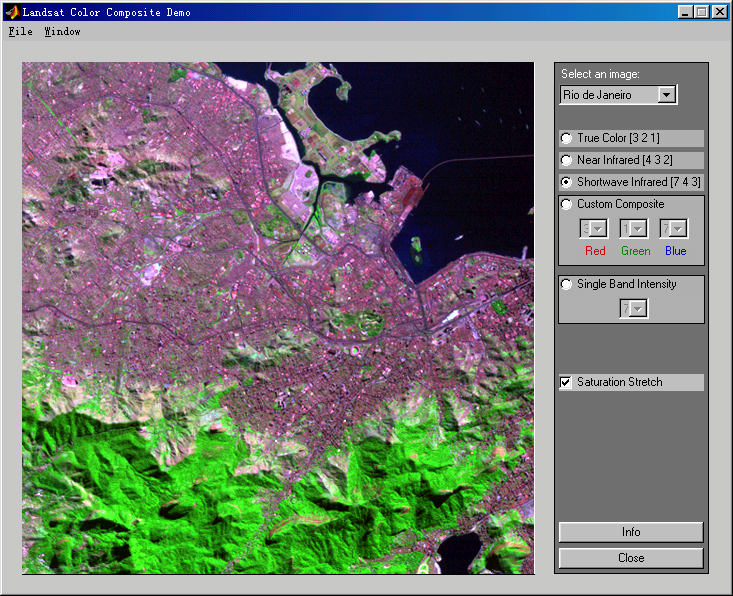 Landsat Color Composite Demo
File Window
Select an image:
Rio de Janeiro
True Color [3 2 1]
Near Infrared [4 3 2]
Shortwave Infrared [7 4 3]
Custom Composite
3 1 7
Red Green Blue
Single Band Intensity
7
Saturation Stretch
Info
Close